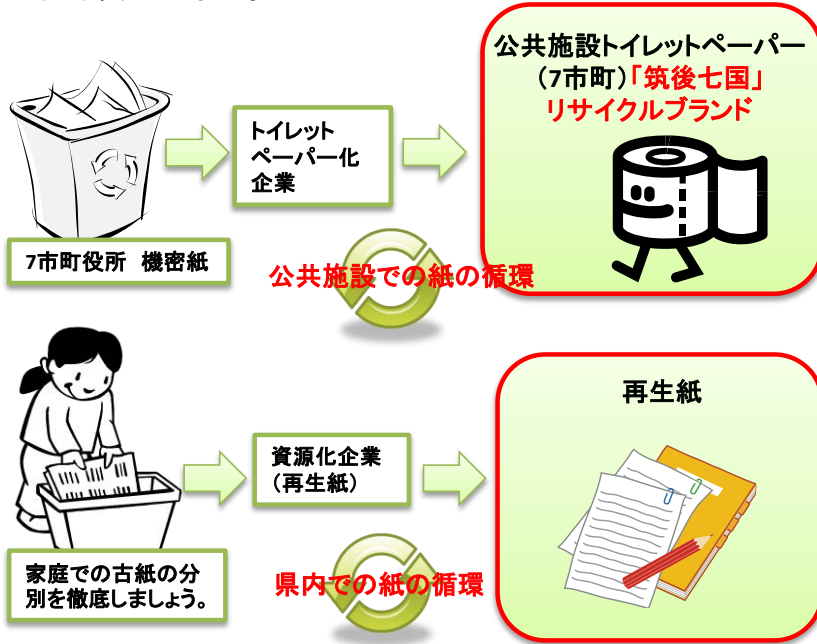 公共施設トイレットペーパー
（7市町）「筑後七国」
リサイクルブランド
トイレット
ペーパー化
企業
7市町役所　機密紙
公共施設での紙の循環
再生紙
資源化企業
（再生紙）
家庭での古紙の分
別を徹底しましょう。
県内での紙の循環